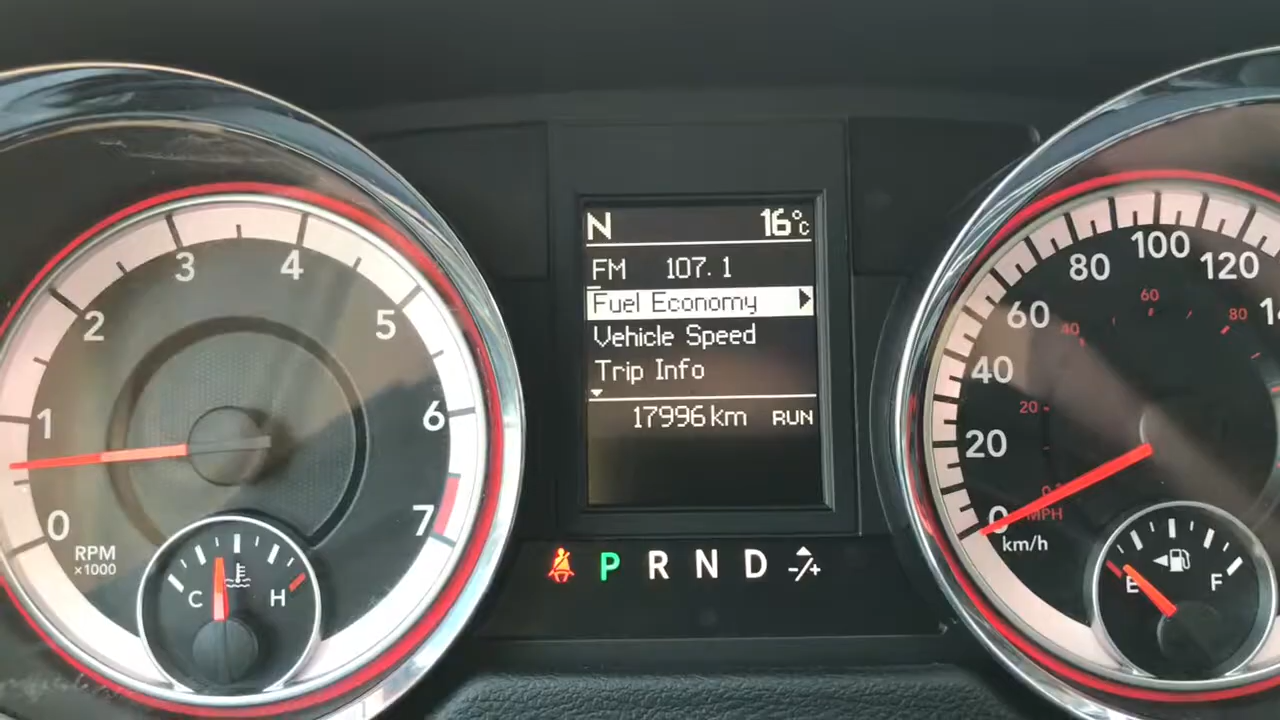 N 16°C
FM 107.1
Fuel Economy
Vehicle Speed
Trip Info
17996 km RUN
P R N D -/+
0 1 2 3 4 5 6 7
RPM
×1000
C H
0 20 40 60 80 100 120
20 40 60 80
MPH
km/h
E F